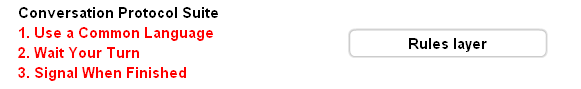 Conversation Protocol Suite
1. Use a Common Language
2. Wait Your Turn
3. Signal When Finished
Rules layer